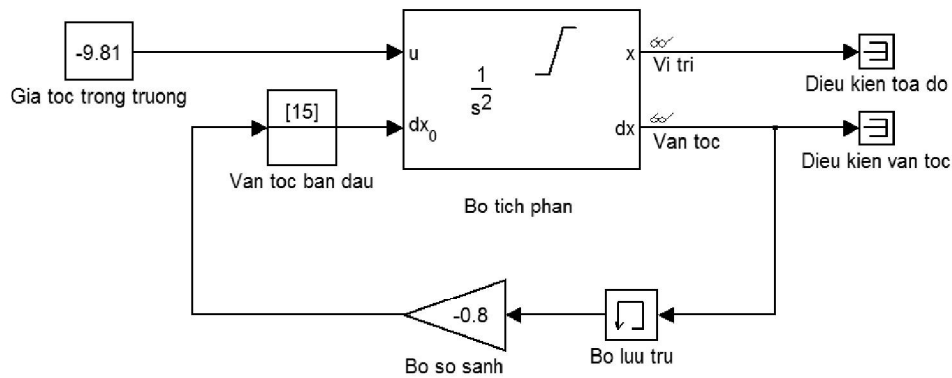 -9.81
Gia toc trong truong
[15]
Van toc ban dau
u
dx0
1
s2
x
dx
Bo tich phan
Vi tri
Van toc
Dieu kien toa do
Dieu kien van toc
-0.8
Bo so sanh
Bo luu tru